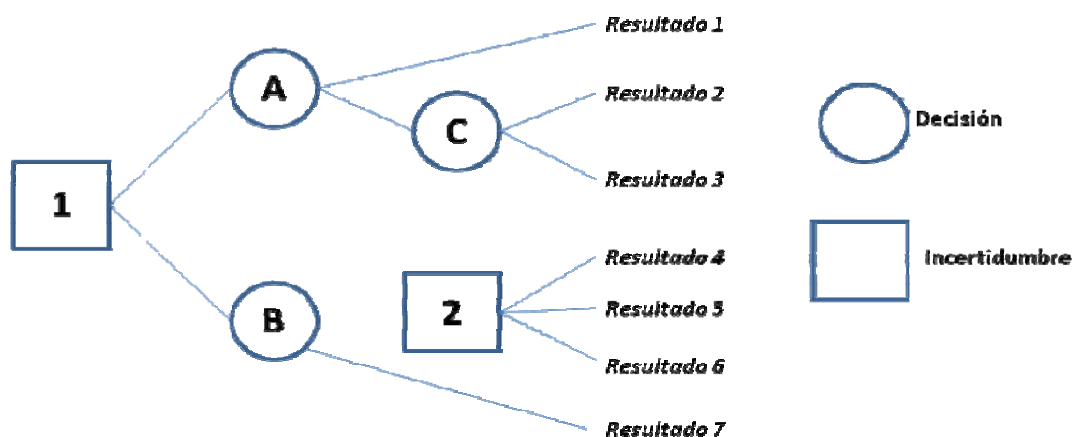 Resultado 1
A
Resultado 2
C
Resultado 3
1
Resultado 4
B
2
Resultado 5
Resultado 6
Resultado 7
Decisión
Incertidumbre